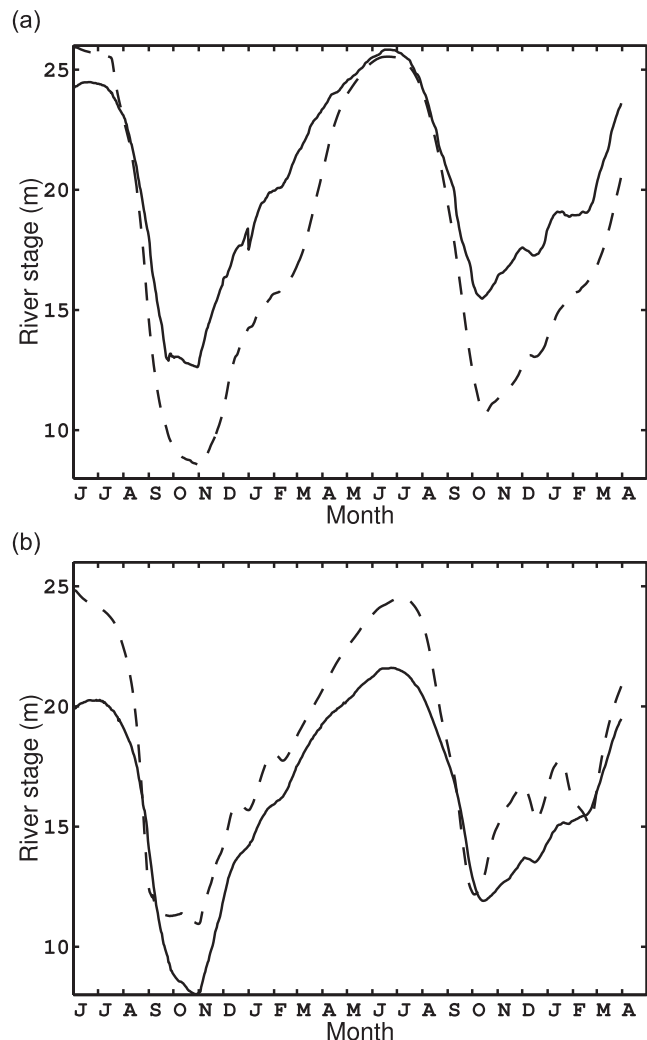 (a)
25
20
15
10
River stage (m)
J J A S O N D J F M A M J J A S O N D J F M A
Month
(b)
25
20
15
10
River stage (m)
J J A S O N D J F M A M J J A S O N D J F M A
Month